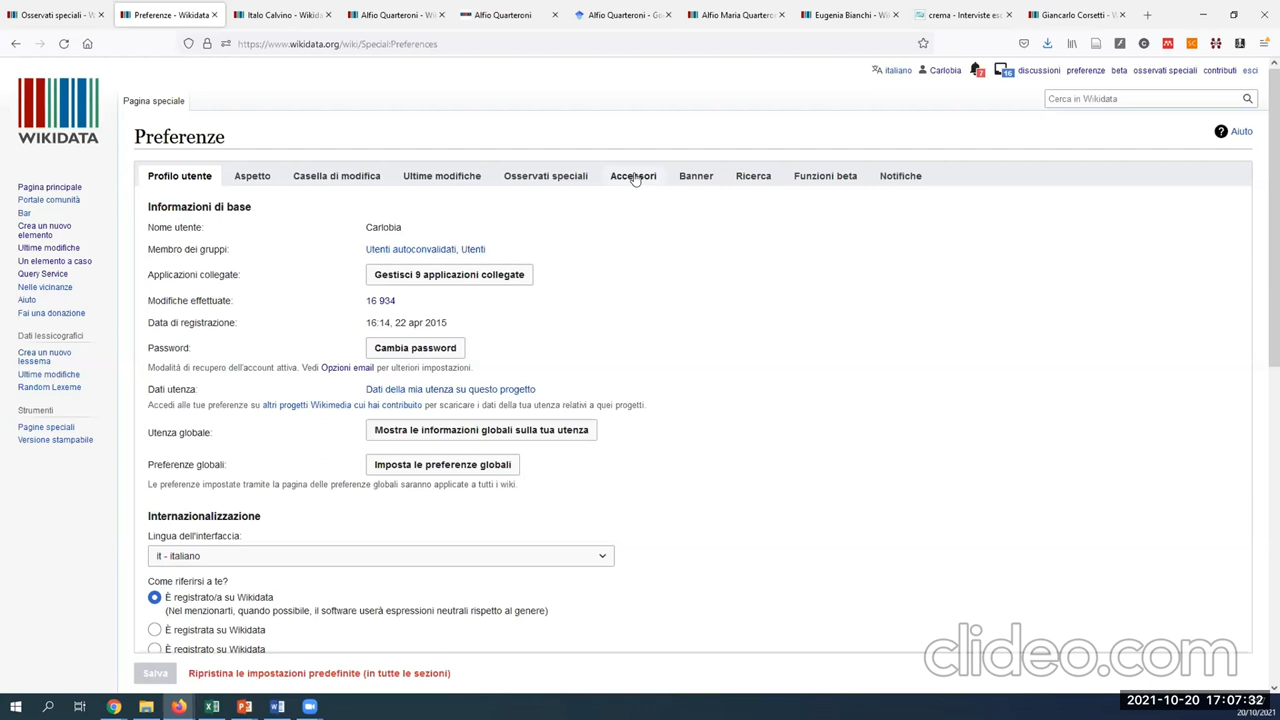 Osservati speciali - W
Preferenze - Wikidata
Italo Calvino - Wikidata
Alfio Quarteroni - Wi
Alfio Quarteroni
Alfio Quarteroni - Go
Alfio Maria Quarteron
Eugenia Bianchi - Wiki
crema - Interviste es
Giancarlo Corsetti - W
https://www.wikidata.org/wiki/Special:Preferences
italiano Carlobia 7 16 discussioni preferenze beta osservati speciali contributi esci
WIKIDATA
Pagina speciale
Cerca in Wikidata
Preferenze
Aiuto
Profilo utente Aspetto Casella di modifica Ultime modifiche Osservati speciali Accessori Banner Ricerca Funzioni beta Notifiche
Pagina principale
Portale comunità
Bar
Crea un nuovo
elemento
Ultime modifiche
Un elemento a caso
Query Service
Nelle vicinanze
Aiuto
Fai una donazione
Dati lessicografici
Crea un nuovo
lessema
Ultime modifiche
Random Lexeme
Strumenti
Pagine speciali
Versione stampabile
Informazioni di base
Nome utente: Carlobia
Membro dei gruppi: Utenti autoconvalidati, Utenti
Applicazioni collegate: Gestisci 9 applicazioni collegate
Modifiche effettuate: 16 934
Data di registrazione: 16:14, 22 apr 2015
Password: Cambia password
Modalità di recupero dell'account attiva. Vedi Opzioni email per ulteriori impostazioni.
Dati utenza: Dati della mia utenza su questo progetto
Accedi alle tue preferenze su altri progetti Wikimedia cui hai contribuito per scaricare i dati della tua utenza relativi a quei progetti.
Utenza globale: Mostra le informazioni globali sulla tua utenza
Preferenze globali: Imposta le preferenze globali
Le preferenze impostate tramite la pagina delle preferenze globali saranno applicate a tutti i wiki.
Internazionalizzazione
Lingua dell'interfaccia:
it - italiano
Come riferirsi a te?
È registrato/a su Wikidata
(Nel menzionarti, quando possibile, il software userà espressioni neutrali rispetto al genere)
È registrata su Wikidata
È registrato su Wikidata
Salva Ripristina le impostazioni predefinite (in tutte le sezioni)
clideo.com
2021-10-20 17:07:32
20/10/2021